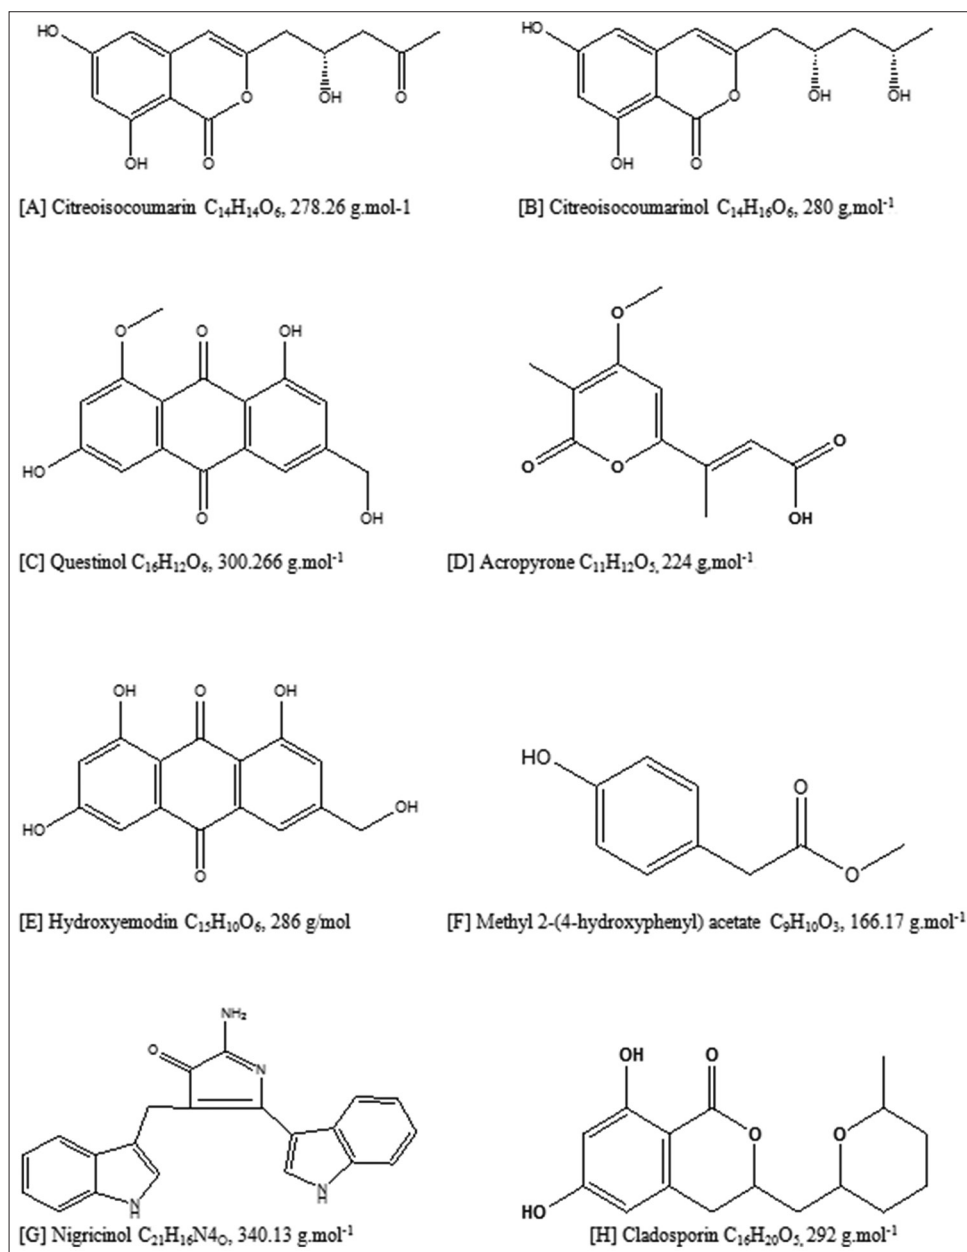 HO O OH O OH O
HO O OH OH OH O
[A] Citreoisocoumarin C₁₄H₁₄O₆, 278.26 g.mol-1
[B] Citreoisocoumarinol C₁₄H₁₆O₆, 280 g.mol⁻¹
O O OH HO O OH
O O O O OH
[C] Questinol C₁₆H₁₂O₆, 300.266 g.mol⁻¹
[D] Acropyrone C₁₁H₁₂O₅, 224 g.mol⁻¹
OH O OH HO O OH
HO O O
[E] Hydroxyemodin C₁₅H₁₀O₆, 286 g/mol
[F] Methyl 2-(4-hydroxyphenyl) acetate C₉H₁₀O₃, 166.17 g.mol⁻¹
NH₂ O N N H N H
OH O O O HO
[G] Nigricinol C₂₁H₁₆N4ₒ, 340.13 g.mol⁻¹
[H] Cladosporin C₁₆H₂₀O₅, 292 g.mol⁻¹